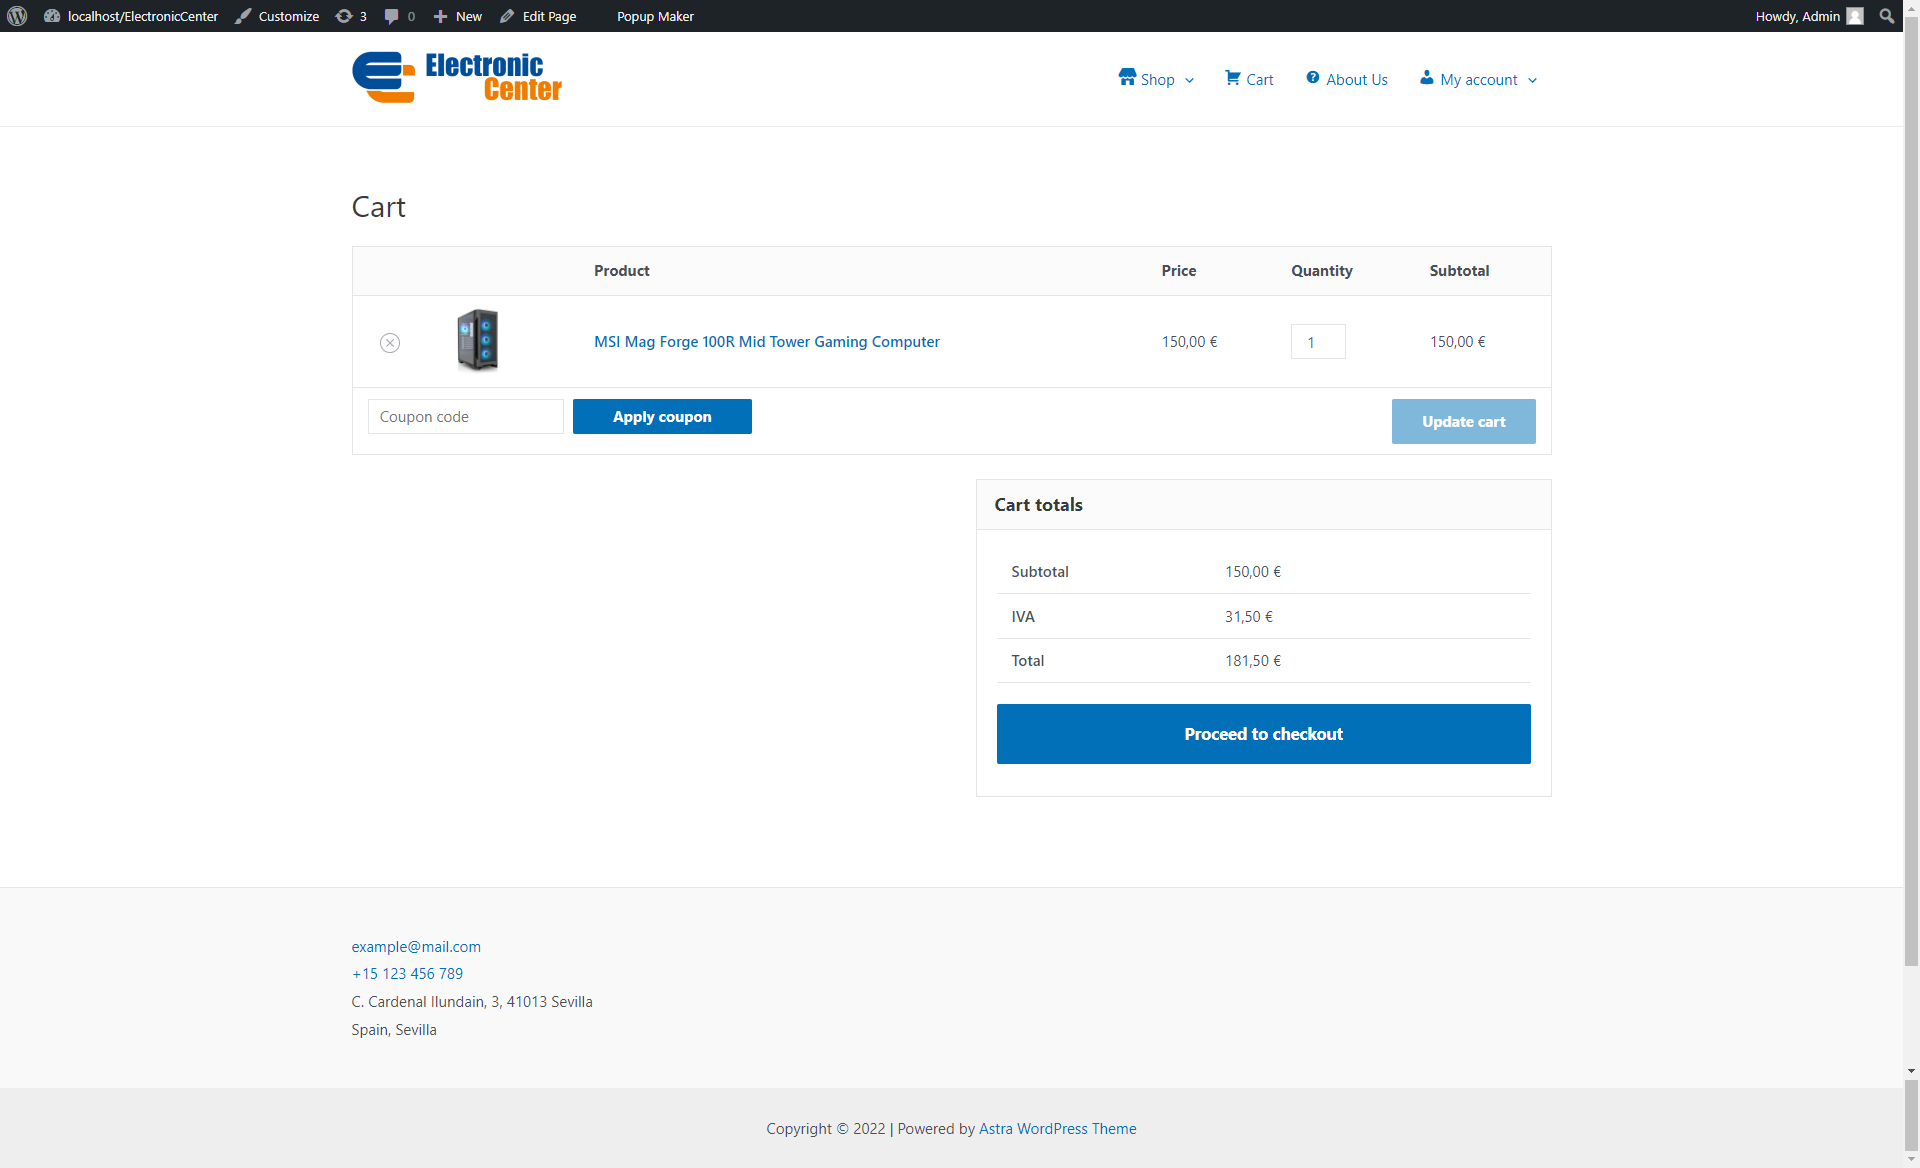 localhost/ElectronicCenter Customize 3 0 New Edit Page Popup Maker Howdy, Admin
Electronic
Center
Shop Cart About Us My account
Cart
Product Price Quantity Subtotal
MSI Mag Forge 100R Mid Tower Gaming Computer 150,00 € 1 150,00 €
Coupon code Apply coupon Update cart
Cart totals
Subtotal 150,00 €
IVA 31,50 €
Total 181,50 €
Proceed to checkout
example@mail.com
+15 123 456 789
C. Cardenal Ilundain, 3, 41013 Sevilla
Spain, Sevilla
Copyright © 2022 | Powered by Astra WordPress Theme